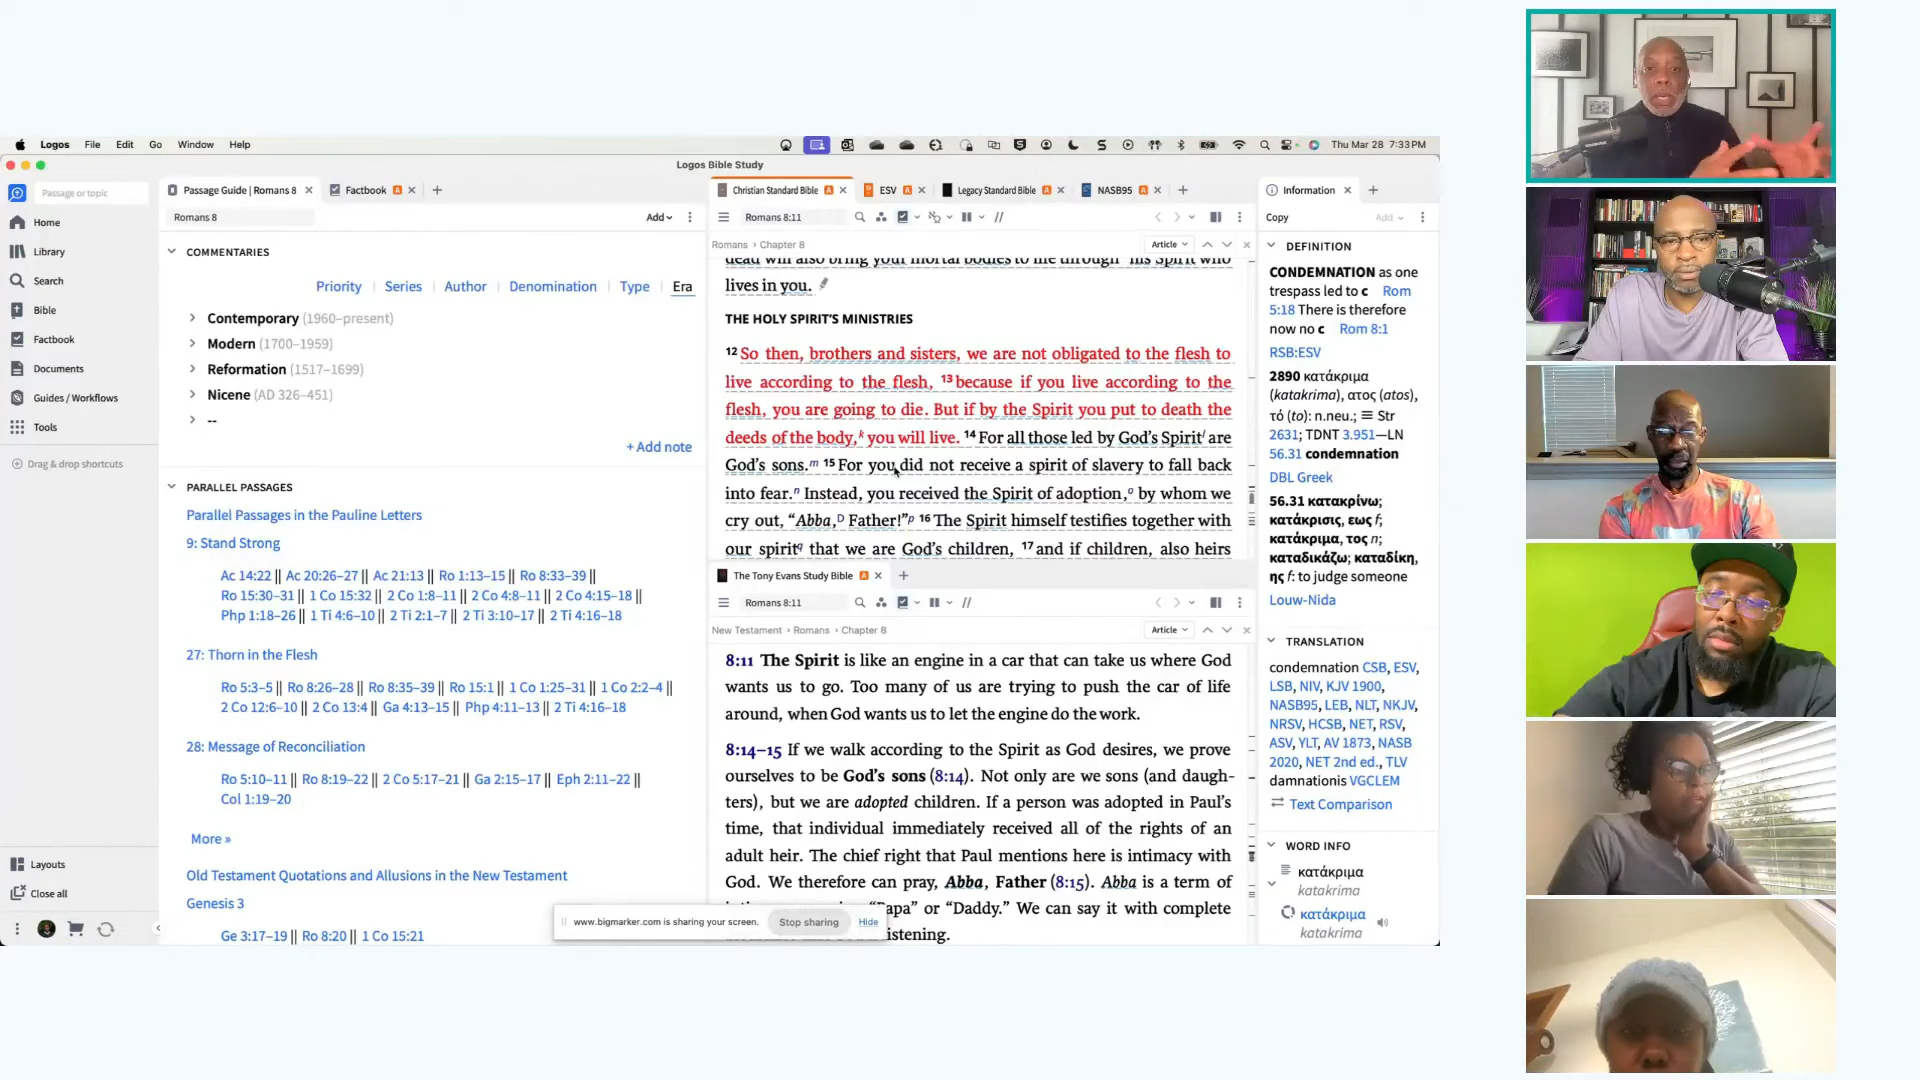 Logos File Edit Go Window Help
Thu Mar 28 7:33 PM
Logos Bible Study
Passage or topic
Home
Library
Search
Bible
Factbook
Documents
Guides / Workflows
Tools
Drag & drop shortcuts
Layouts
Close all
Passage Guide | Romans 8
Factbook A
Romans 8
Add
COMMENTARIES
Priority Series Author Denomination Type Era
Contemporary (1960–present)
Modern (1700–1959)
Reformation (1517–1699)
Nicene (AD 326–451)
--
+ Add note
PARALLEL PASSAGES
Parallel Passages in the Pauline Letters
9: Stand Strong
Ac 14:22 || Ac 20:26–27 || Ac 21:13 || Ro 1:13–15 || Ro 8:33–39 ||
Ro 15:30–31 || 1 Co 15:32 || 2 Co 1:8–11 || 2 Co 4:8–11 || 2 Co 4:15–18 ||
Php 1:18–26 || 1 Ti 4:6–10 || 2 Ti 2:1–7 || 2 Ti 3:10–17 || 2 Ti 4:16–18
27: Thorn in the Flesh
Ro 5:3–5 || Ro 8:26–28 || Ro 8:35–39 || Ro 15:1 || 1 Co 1:25–31 || 1 Co 2:2–4 ||
2 Co 12:6–10 || 2 Co 13:4 || Ga 4:13–15 || Php 4:11–13 || 2 Ti 4:16–18
28: Message of Reconciliation
Ro 5:10–11 || Ro 8:19–22 || 2 Co 5:17–21 || Ga 2:15–17 || Eph 2:11–22 ||
Col 1:19–20
More »
Old Testament Quotations and Allusions in the New Testament
Genesis 3
Ge 3:17–19 || Ro 8:20 || 1 Co 15:21
Christian Standard Bible A
ESV A
Legacy Standard Bible A
NASB95 A
Romans 8:11
Romans › Chapter 8
Article
dead will also bring your mortal bodies to life through his Spirit who
lives in you.
THE HOLY SPIRIT’S MINISTRIES
12 So then, brothers and sisters, we are not obligated to the flesh to
live according to the flesh, 13 because if you live according to the
flesh, you are going to die. But if by the Spirit you put to death the
deeds of the body,k you will live. 14 For all those led by God’s Spiritl are
God’s sons.m 15 For you did not receive a spirit of slavery to fall back
into fear.n Instead, you received the Spirit of adoption,o by whom we
cry out, “Abba,D Father!”p 16 The Spirit himself testifies together with
our spiritq that we are God’s children, 17 and if children, also heirs
The Tony Evans Study Bible A
Romans 8:11
New Testament › Romans › Chapter 8
Article
8:11 The Spirit is like an engine in a car that can take us where God
wants us to go. Too many of us are trying to push the car of life
around, when God wants us to let the engine do the work.
8:14–15 If we walk according to the Spirit as God desires, we prove
ourselves to be God’s sons (8:14). Not only are we sons (and daugh-
ters), but we are adopted children. If a person was adopted in Paul’s
time, that individual immediately received all of the rights of an
adult heir. The chief right that Paul mentions here is intimacy with
God. We therefore can pray, Abba, Father (8:15). Abba is a term of
“Papa” or “Daddy.” We can say it with complete
listening.
www.bigmarker.com is sharing your screen.
Stop sharing
Hide
Information
Copy
Add
DEFINITION
CONDEMNATION as one
trespass led to c Rom
5:18 There is therefore
now no c Rom 8:1
RSB:ESV
2890 κατάκριμα
(katakrima), ατος (atos),
τό (to): n.neu.; ≡ Str
2631; TDNT 3.951—LN
56.31 condemnation
DBL Greek
56.31 κατακρίνω;
κατάκρισις, εως f;
κατάκριμα, τος n;
καταδικάζω; καταδίκη,
ης f: to judge someone
Louw-Nida
TRANSLATION
condemnation CSB, ESV,
LSB, NIV, KJV 1900,
NASB95, LEB, NLT, NKJV,
NRSV, HCSB, NET, RSV,
ASV, YLT, AV 1873, NASB
2020, NET 2nd ed., TLV
damnationis VGCLEM
Text Comparison
WORD INFO
κατάκριμα
katakrima
κατάκριμα
katakrima